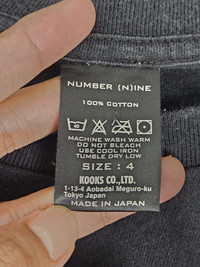 NUMBER (N)INE
100% COTTON
MACHINE WASH WARM
DO NOT BLEACH
USE COOL IRON
TUMBLE DRY LOW
SIZE : 4
KOOKS CO.,LTD.
1-13-4 Aobadai Meguro-ku
Tokyo Japan
MADE IN JAPAN